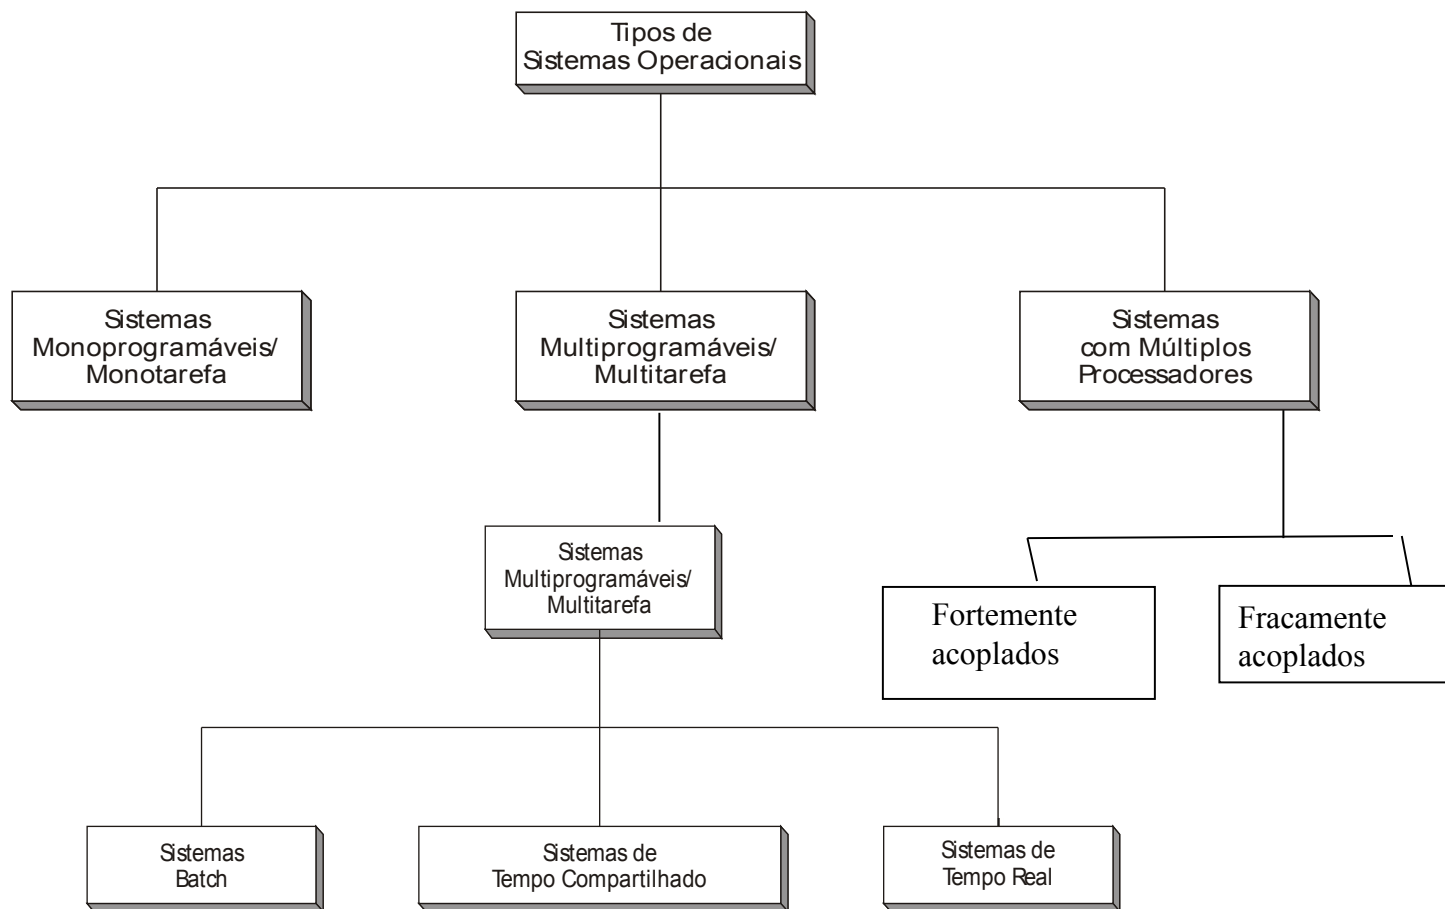 Tipos de
Sistemas Operacionais
Sistemas
Monoprogramáveis/
Monotarefa
Sistemas
Multiprogramáveis/
Multitarefa
Sistemas
com Múltiplos
Processadores
Sistemas
Multiprogramáveis/
Multitarefa
Fortemente
acoplados
Fracamente
acoplados
Sistemas
Batch
Sistemas de
Tempo Compartilhado
Sistemas de
Tempo Real